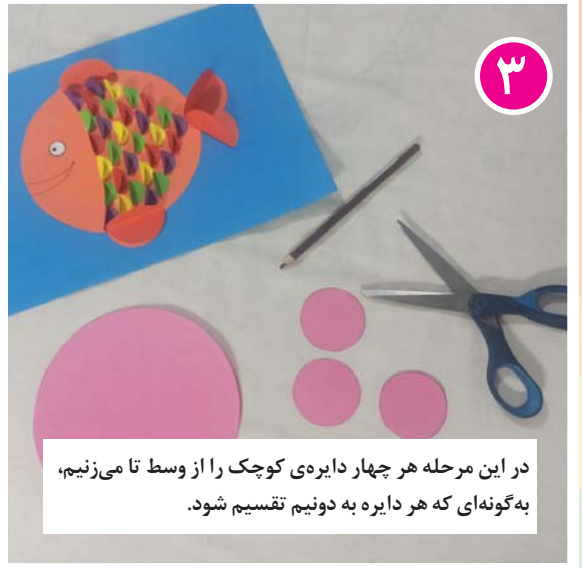 ۳
در این مرحله هر چهار دایره‌ی کوچک را از وسط تا می‌زنیم،
به‌گونه‌ای که هر دایره به دونیم تقسیم شود.